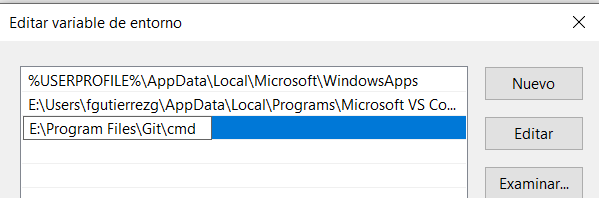 Editar variable de entorno
%USERPROFILE%\AppData\Local\Microsoft\WindowsApps
Nuevo
E:\Users\fgutierrezg\AppData\Local\Programs\Microsoft VS Co...
E:\Program Files\Git\cmd
Editar
Examinar...